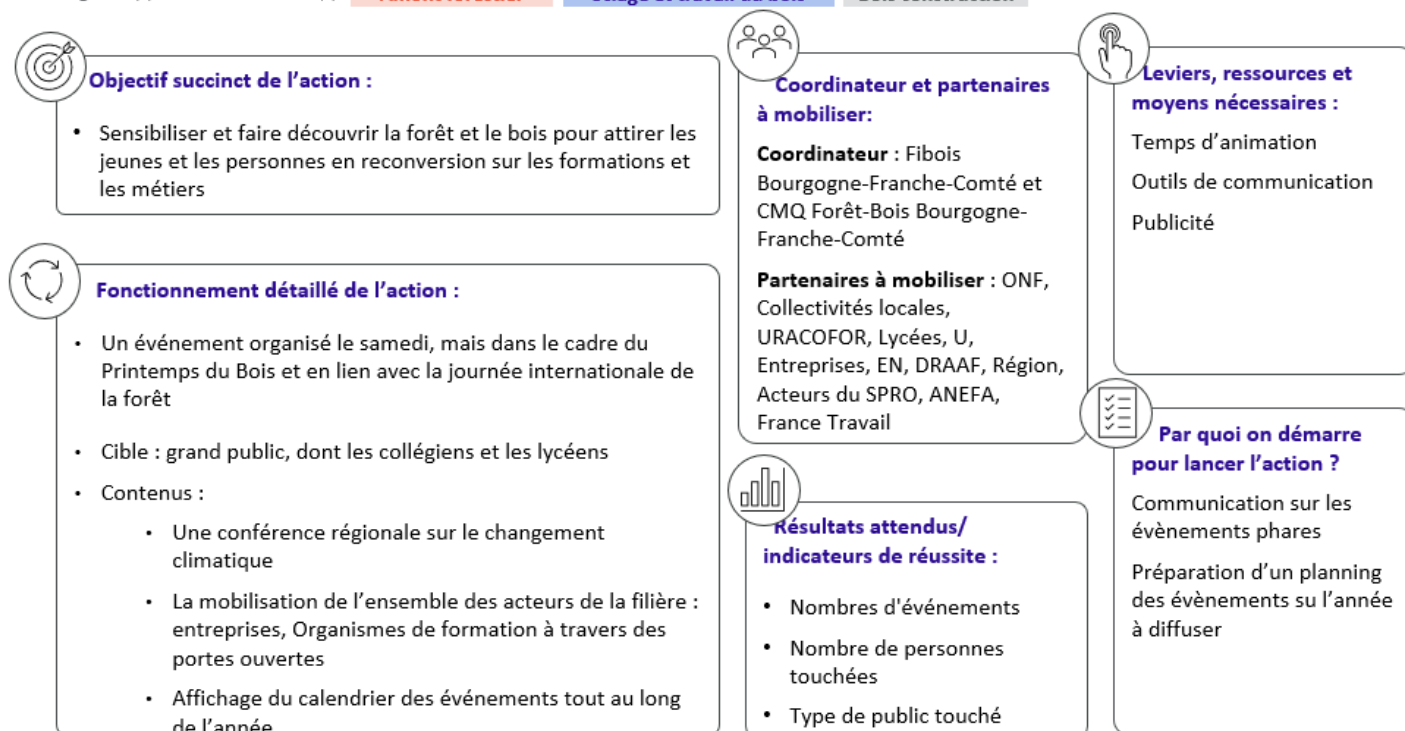 Objectif succinct de l’action :
• Sensibiliser et faire découvrir la forêt et le bois pour attirer les
jeunes et les personnes en reconversion sur les formations et
les métiers
Fonctionnement détaillé de l’action :
• Un événement organisé le samedi, mais dans le cadre du
Printemps du Bois et en lien avec la journée internationale de
la forêt
• Cible : grand public, dont les collégiens et les lycéens
• Contenus :
• Une conférence régionale sur le changement
climatique
• La mobilisation de l’ensemble des acteurs de la filière :
entreprises, Organismes de formation à travers des
portes ouvertes
• Affichage du calendrier des événements tout au long
de l’année
Coordinateur et partenaires
à mobiliser:
Coordinateur : Fibois
Bourgogne-Franche-Comté et
CMQ Forêt-Bois Bourgogne-
Franche-Comté
Partenaires à mobiliser : ONF,
Collectivités locales,
URACOFOR, Lycées, U,
Entreprises, EN, DRAAF, Région,
Acteurs du SPRO, ANEFA,
France Travail
Résultats attendus/
indicateurs de réussite :
• Nombres d'événements
• Nombre de personnes
touchées
• Type de public touché
Leviers, ressources et
moyens nécessaires :
Temps d’animation
Outils de communication
Publicité
Par quoi on démarre
pour lancer l’action ?
Communication sur les
évènements phares
Préparation d’un planning
des évènements su l’année
à diffuser